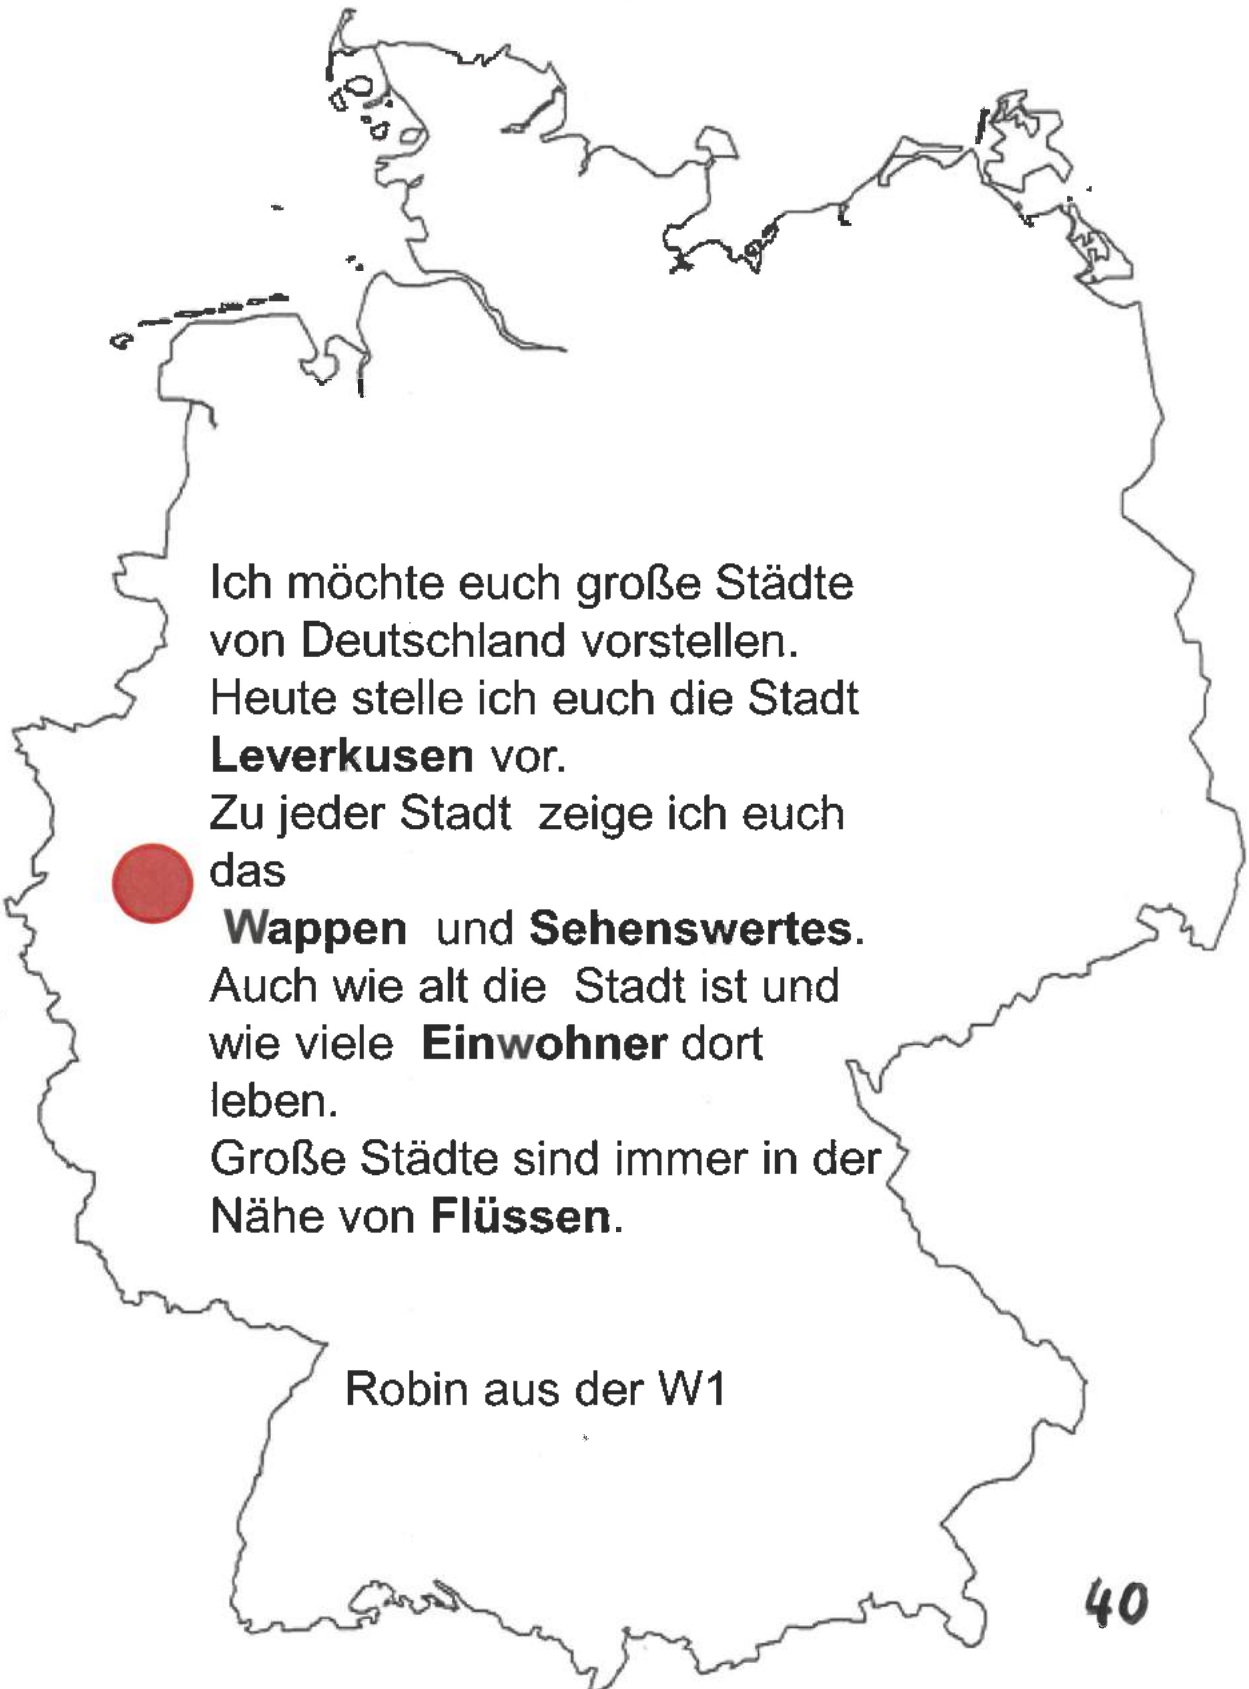 Ich möchte euch große Städte
von Deutschland vorstellen.
Heute stelle ich euch die Stadt
Leverkusen vor.
Zu jeder Stadt zeige ich euch
das
Wappen und Sehenswertes.
Auch wie alt die Stadt ist und
wie viele Einwohner dort
leben.
Große Städte sind immer in der
Nähe von Flüssen.
Robin aus der W1
40